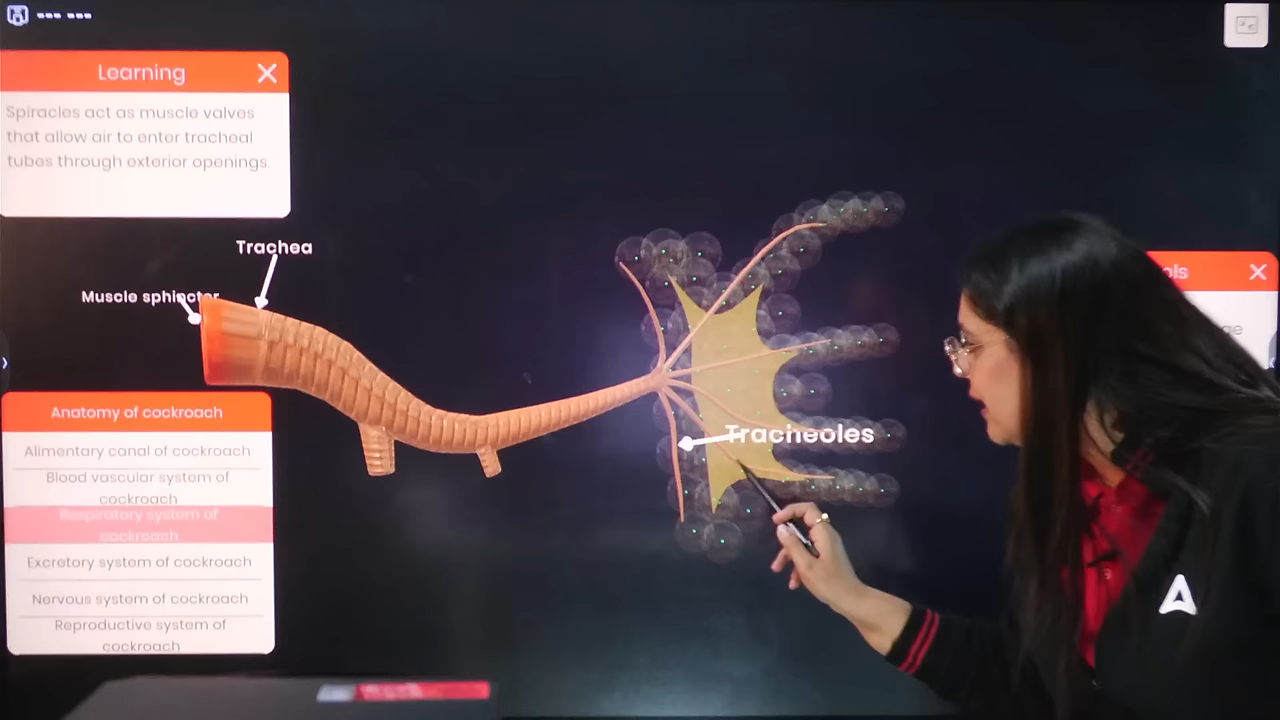 Learning
Spiracles act as muscle valves
that allow air to enter tracheal
tubes through exterior openings.
Trachea
Muscle sphincter
Tracheoles
Anatomy of cockroach
Alimentary canal of cockroach
Blood vascular system of
cockroach
Respiratory system of
cockroach
Excretory system of cockroach
Nervous system of cockroach
Reproductive system of
cockroach